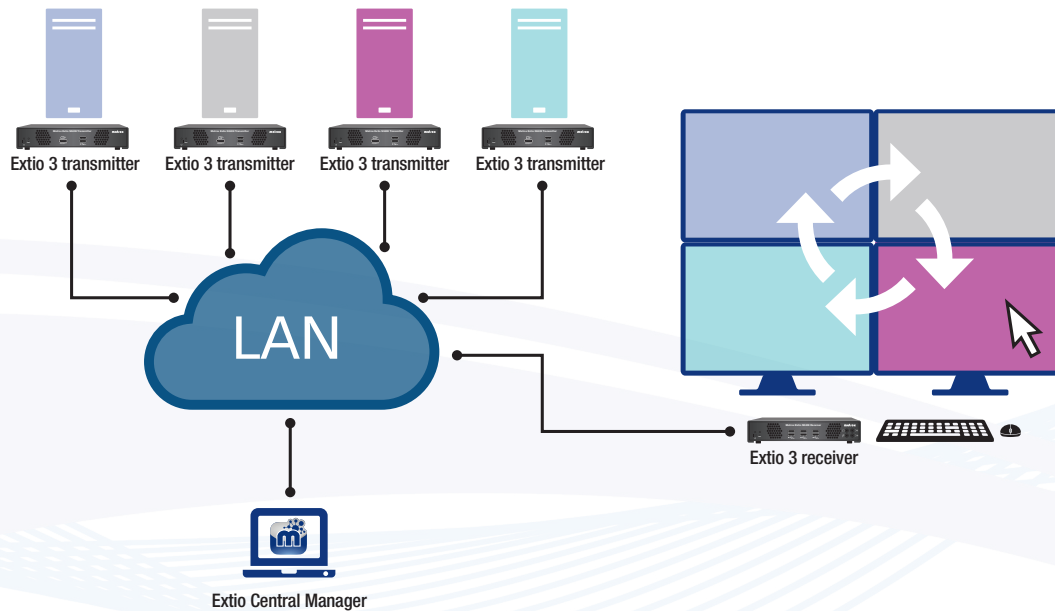 Extio 3 transmitter
Extio 3 transmitter
Extio 3 transmitter
Extio 3 transmitter
LAN
Extio 3 receiver
m
Extio Central Manager